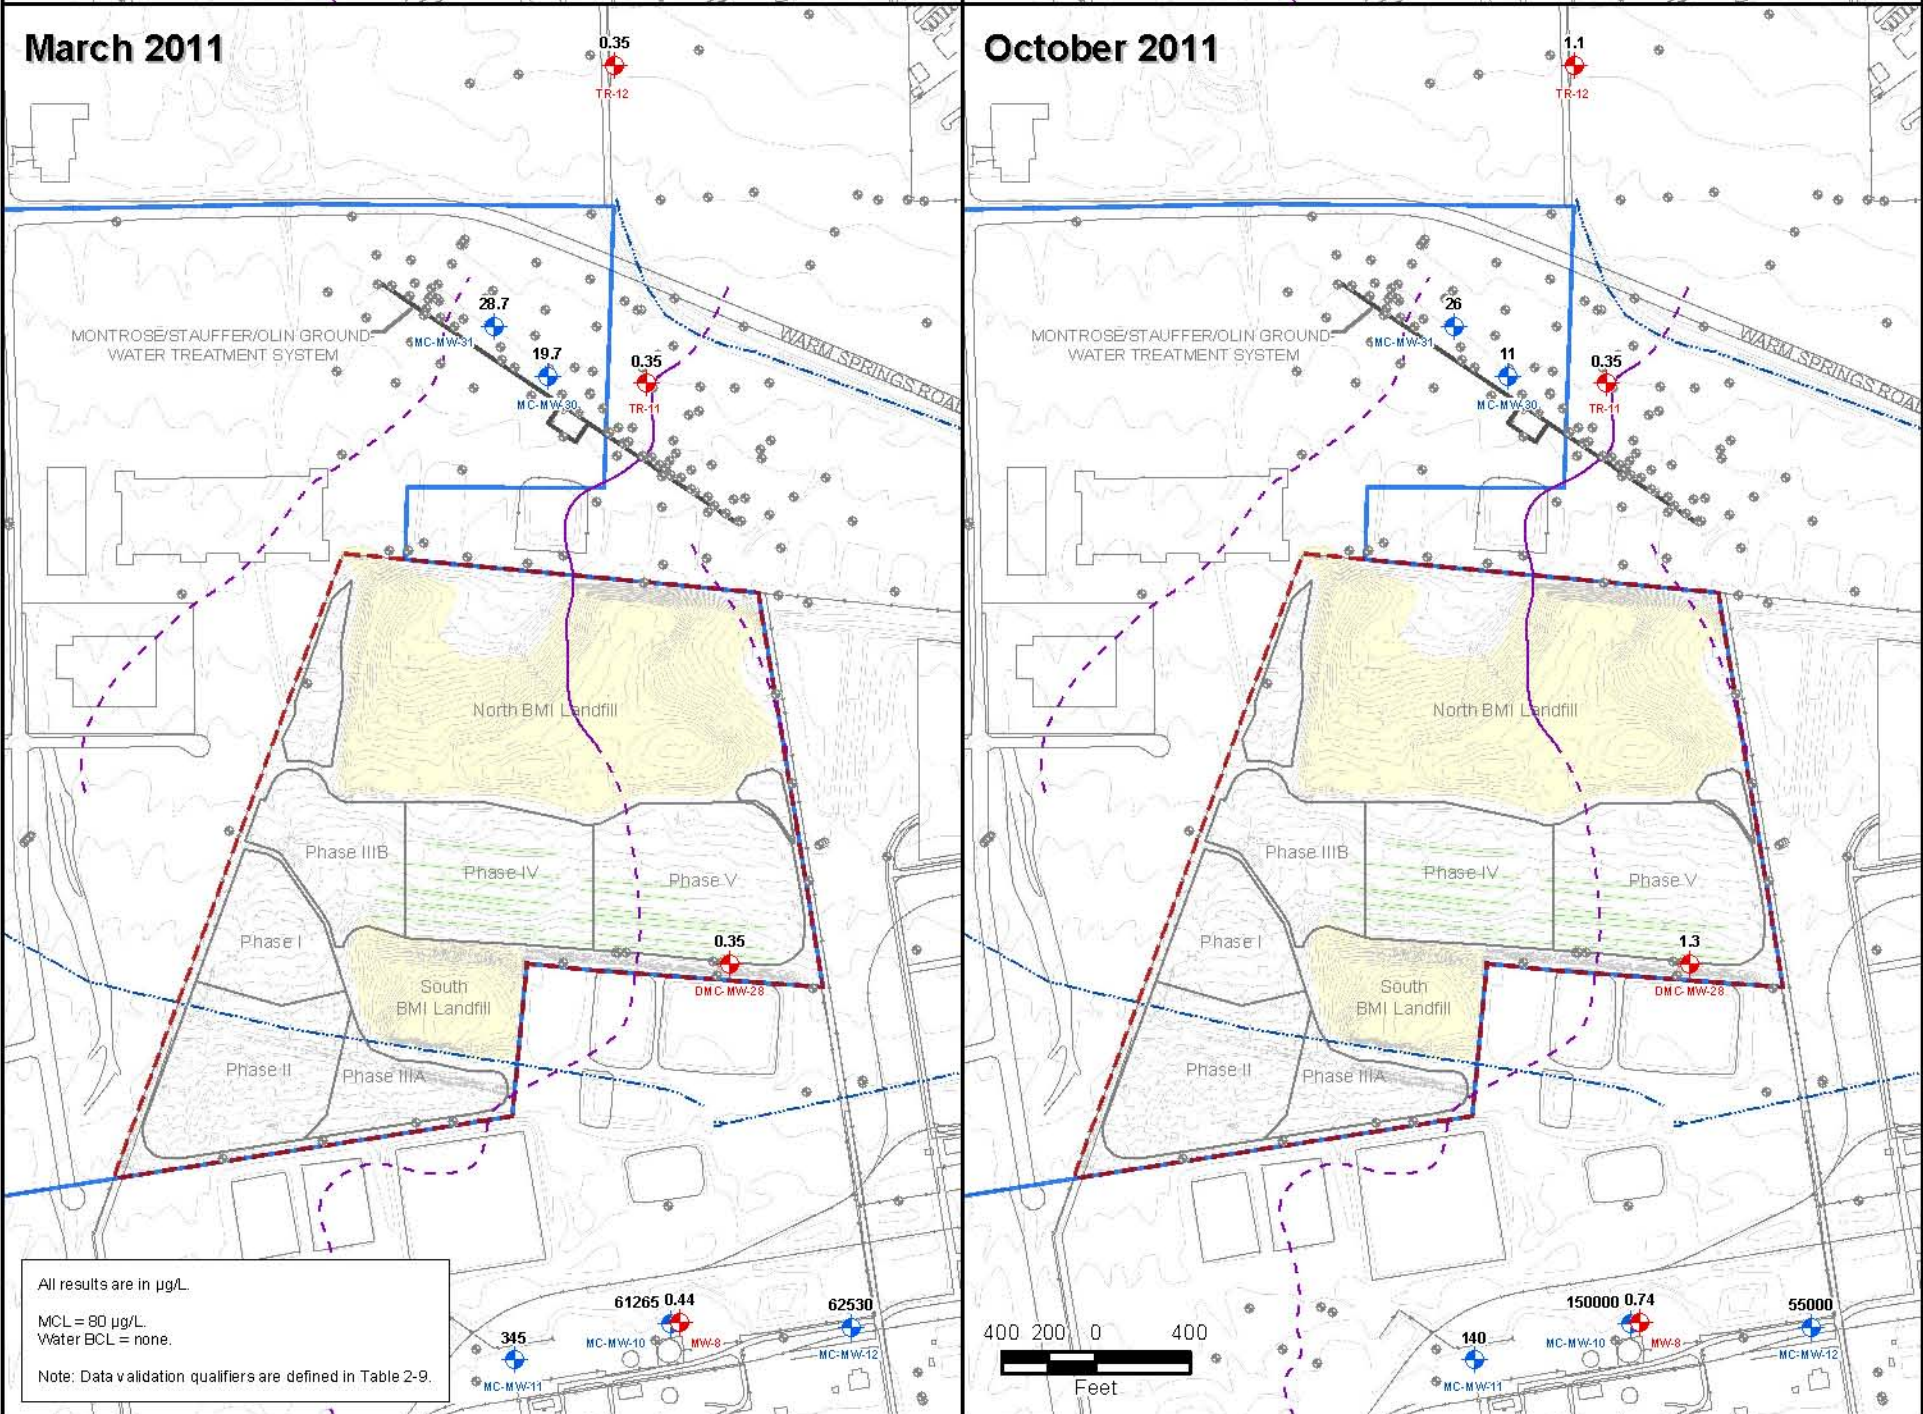 March 2011
0.35
TR-12
28.7
MONTROSE/STAUFFER/OLIN GROUND-
WATER TREATMENT SYSTEM
MC-MW-31
19.7
MC-MW-30
0.35
TR-11
WARM SPRINGS ROAD
North BMI Landfill
Phase IIIB
Phase IV
Phase V
Phase I
0.35
DMC-MW-28
South
BMI Landfill
Phase II
Phase IIIA
All results are in µg/L.
MCL = 80 µg/L.
Water BCL = none.
Note: Data validation qualifiers are defined in Table 2-9.
345
MC-MW-11
61265 0.44
MC-MW-10 MW-8
62530
MC-MW-12
October 2011
1.1
TR-12
26
MONTROSE/STAUFFER/OLIN GROUND-
WATER TREATMENT SYSTEM
MC-MW-31
11
MC-MW-30
0.35
TR-11
WARM SPRINGS ROAD
North BMI Landfill
Phase IIIB
Phase IV
Phase V
Phase I
1.3
DMC-MW-28
South
BMI Landfill
Phase II
Phase IIIA
400 200 0 400
Feet
140
MC-MW-11
150000 0.74
MC-MW-10 MW-8
55000
MC-MW-12